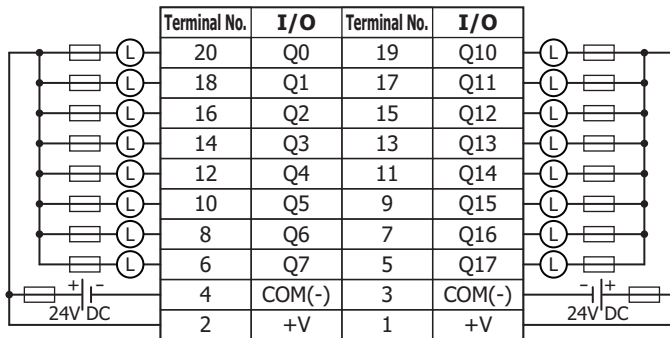 Terminal No. I/O Terminal No. I/O
L 20 Q0 19 Q10 L
L 18 Q1 17 Q11 L
L 16 Q2 15 Q12 L
L 14 Q3 13 Q13 L
L 12 Q4 11 Q14 L
L 10 Q5 9 Q15 L
L 8 Q6 7 Q16 L
L 6 Q7 5 Q17 L
+ – 4 COM(-) 3 COM(-) – +
24V DC 2 +V 1 +V 24V DC